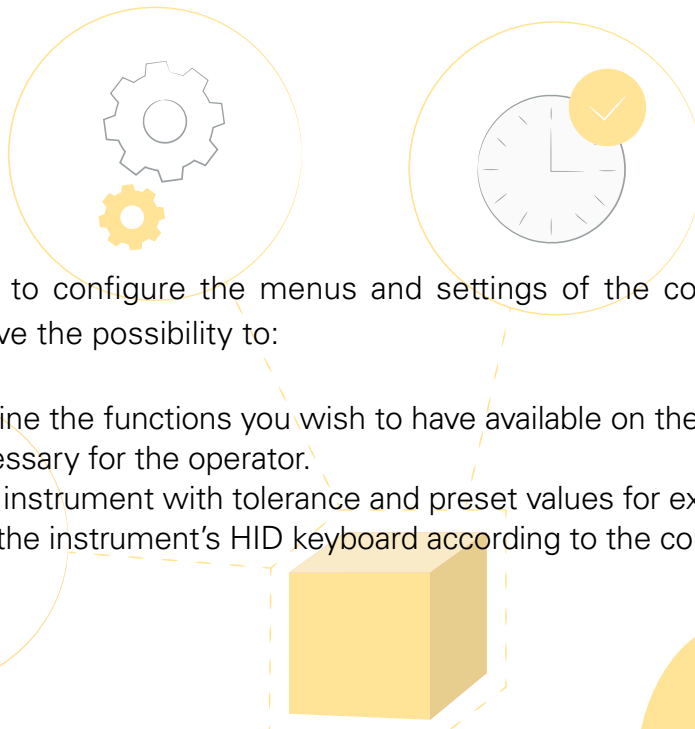 to configure the menus and settings of the co
ve the possibility to:
ine the functions you wish to have available on the
essary for the operator.
instrument with tolerance and preset values for ex
the instrument’s HID keyboard according to the co